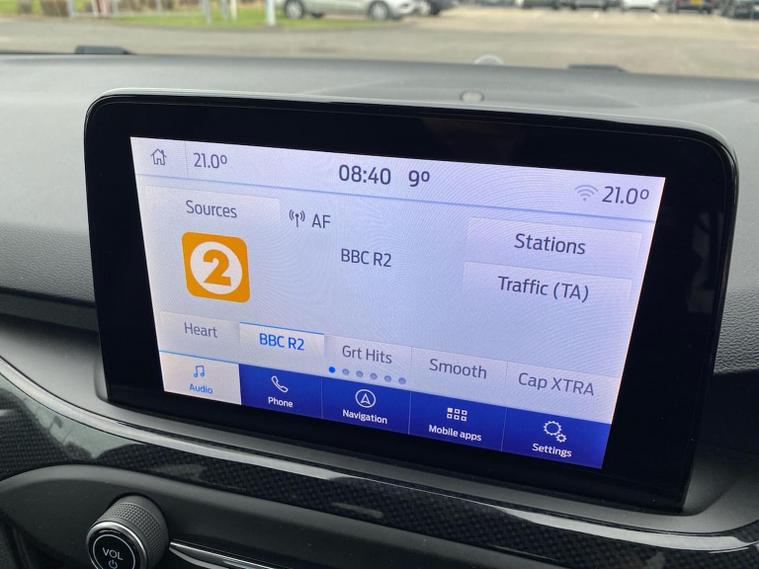 21.0° 08:40 9° 21.0°
Sources AF
2
BBC R2
Stations
Traffic (TA)
Heart BBC R2 Grt Hits Smooth Cap XTRA
Audio Phone Navigation Mobile apps Settings
VOL